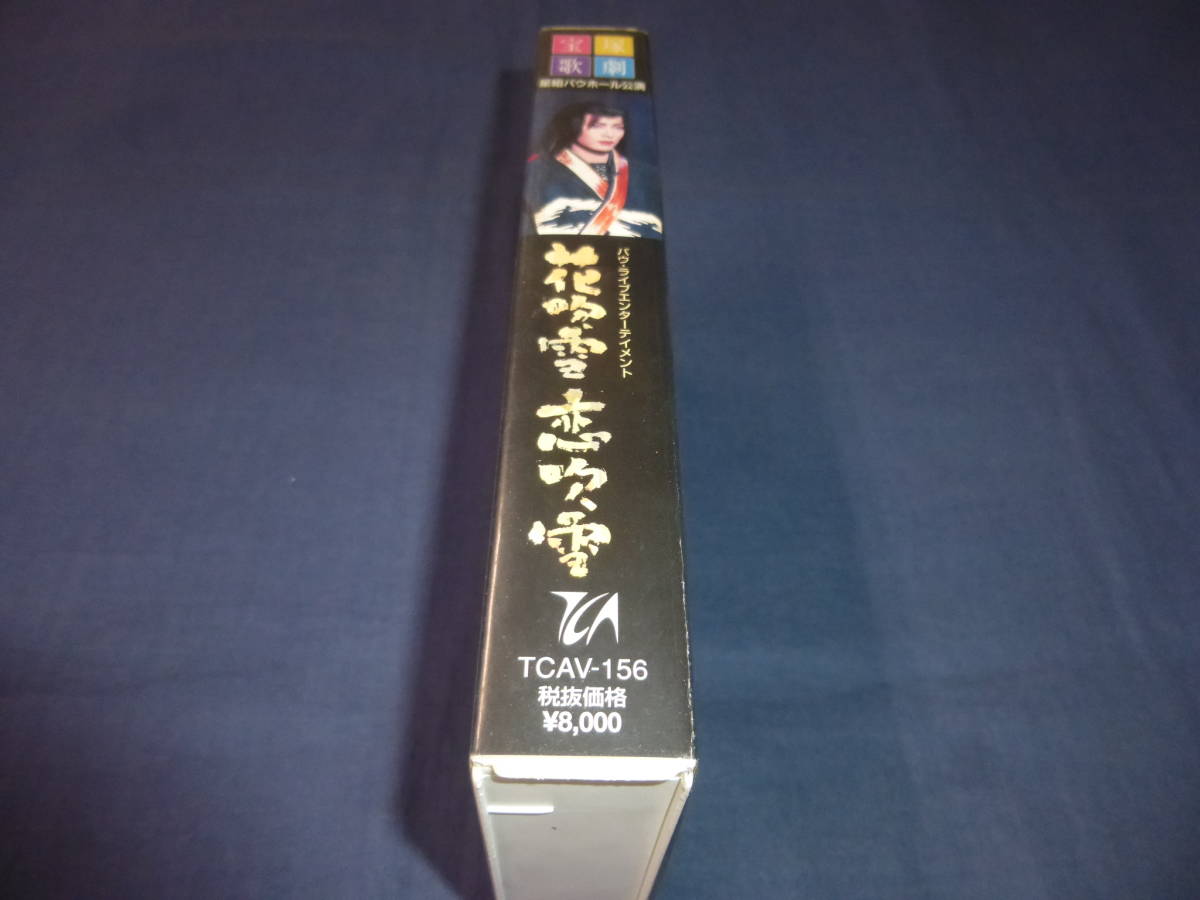 宝塚
歌劇
星組バウホール公演
バウ・ライブエンターテイメント
花吹雪恋吹雪
TCAV-156
税抜価格
¥8,000